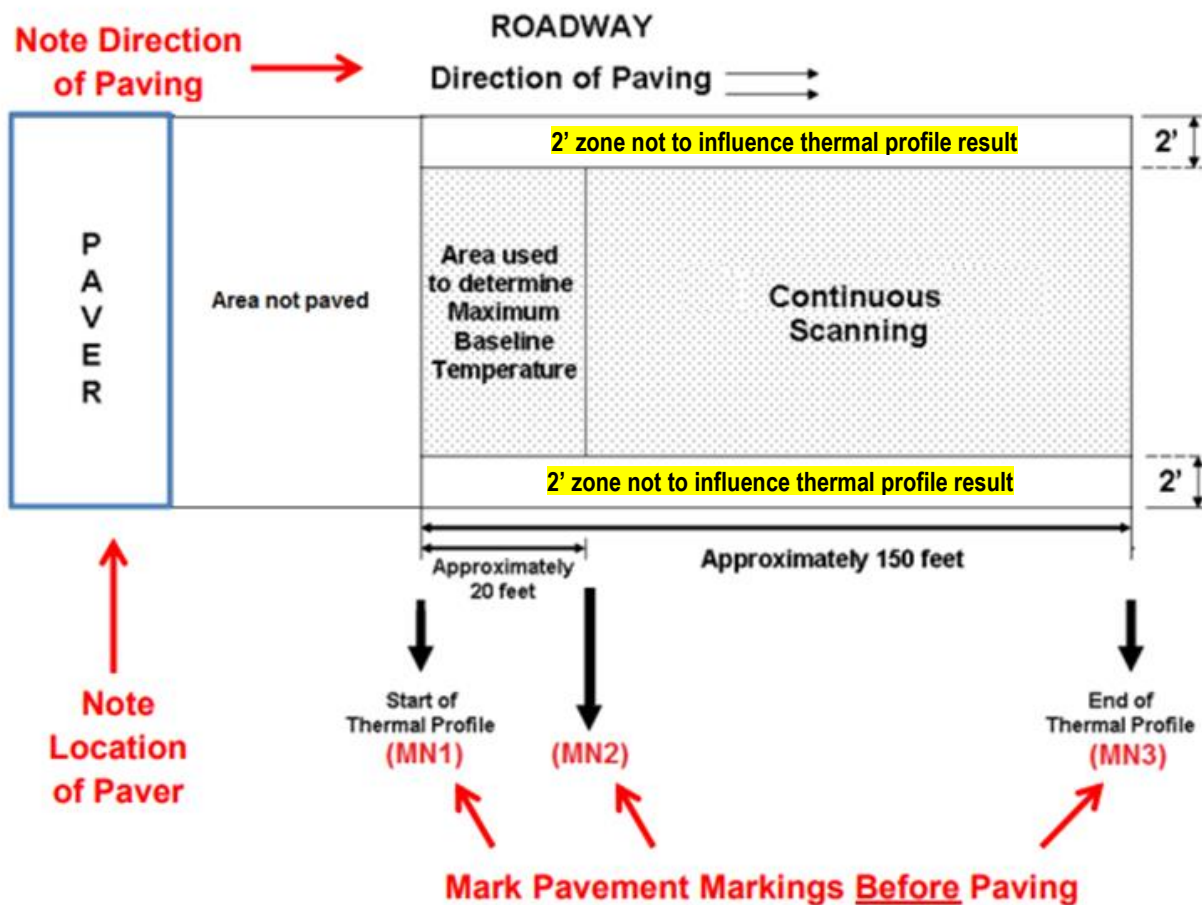 ROADWAY
Note Direction
of Paving
Direction of Paving
2’ zone not to influence thermal profile result
2'
P
A
V
E
R
Area not paved
Area used
to determine
Maximum
Baseline
Temperature
Continuous
Scanning
2’ zone not to influence thermal profile result
2'
Approximately
20 feet
Approximately 150 feet
Note
Location
of Paver
Start of
Thermal Profile
(MN1)
(MN2)
End of
Thermal Profile
(MN3)
Mark Pavement Markings Before Paving